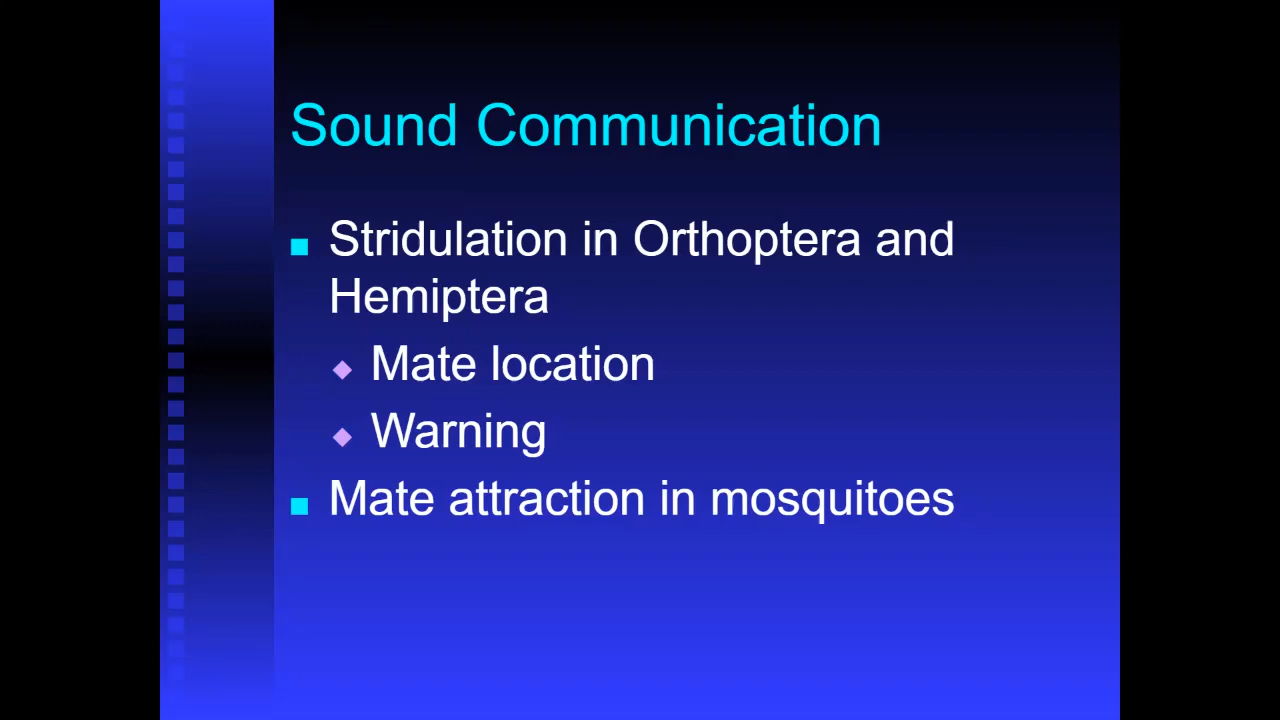 Sound Communication
Stridulation in Orthoptera and
Hemiptera
Mate location
Warning
Mate attraction in mosquitoes